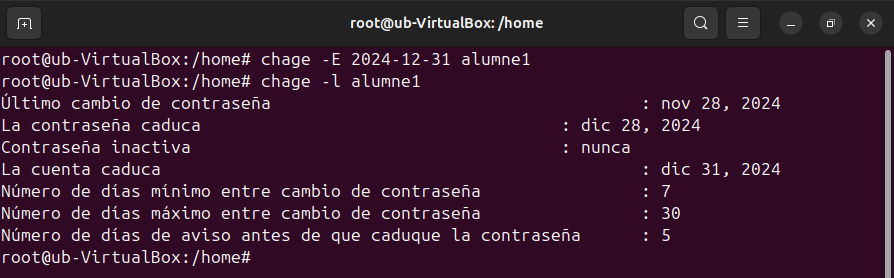 root@ub-VirtualBox: /home
root@ub-VirtualBox:/home# chage -E 2024-12-31 alumne1
root@ub-VirtualBox:/home# chage -l alumne1
Último cambio de contraseña : nov 28, 2024
La contraseña caduca : dic 28, 2024
Contraseña inactiva : nunca
La cuenta caduca : dic 31, 2024
Número de días mínimo entre cambio de contraseña : 7
Número de días máximo entre cambio de contraseña : 30
Número de días de aviso antes de que caduque la contraseña : 5
root@ub-VirtualBox:/home#